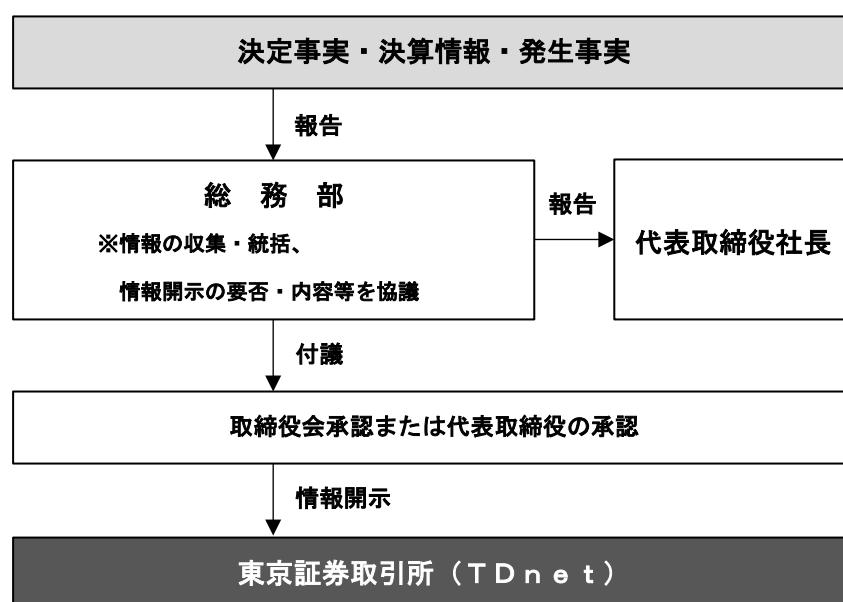 決定事実・決算情報・発生事実
報告
総　務　部
※情報の収集・統括、
情報開示の要否・内容等を協議
報告
代表取締役社長
付議
取締役会承認または代表取締役の承認
情報開示
東京証券取引所（ＴＤｎｅｔ）